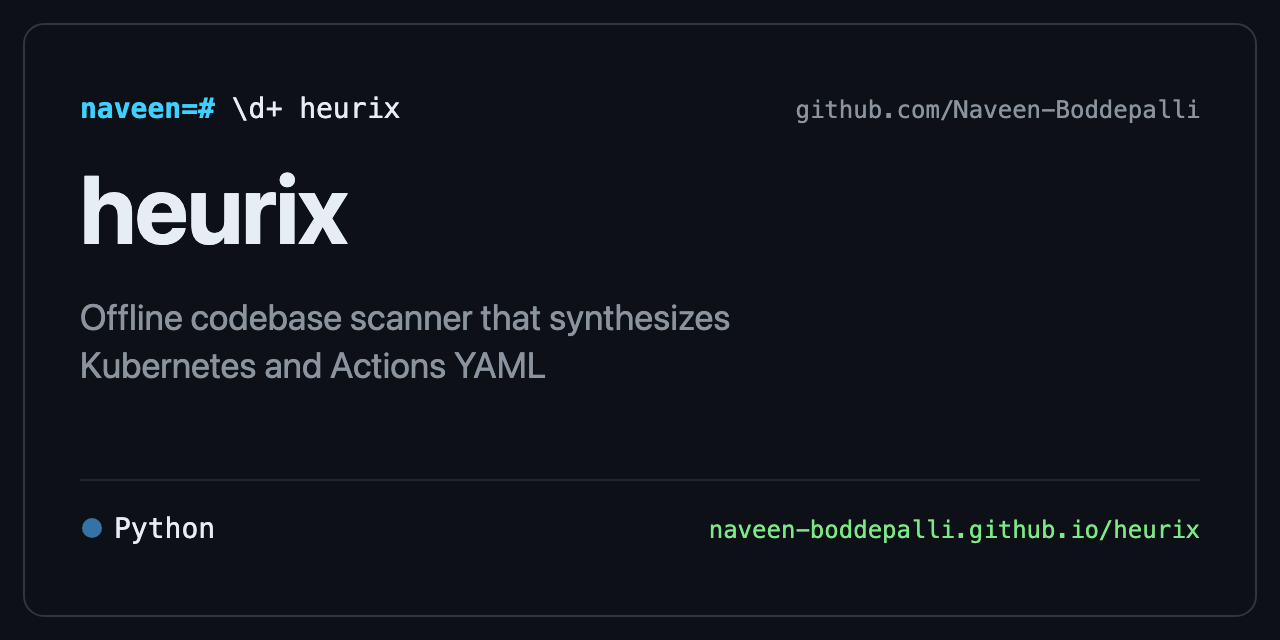 naveen=# \d+ heurix
github.com/Naveen-Boddepalli
heurix
Offline codebase scanner that synthesizes
Kubernetes and Actions YAML
Python
naveen-boddepalli.github.io/heurix